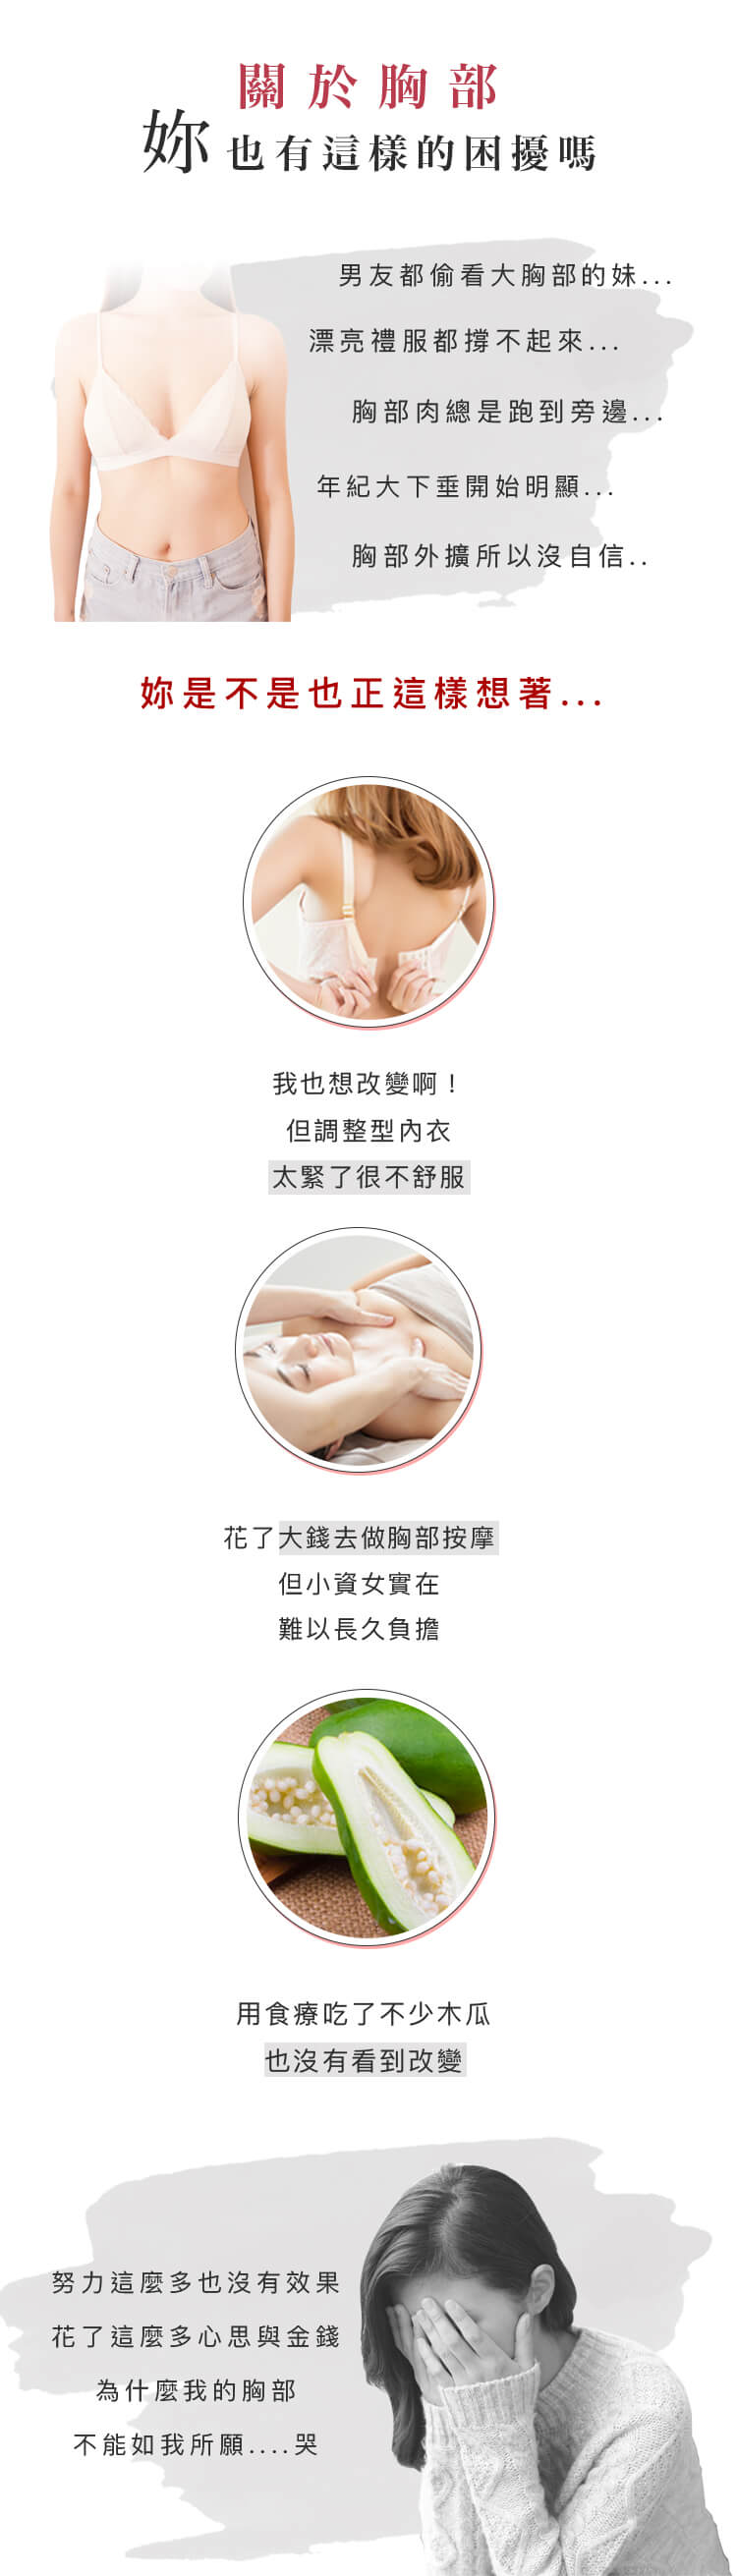 關於胸部
妳也有這樣的困擾嗎
男友都偷看大胸部的妹...
漂亮禮服都撐不起來...
胸部肉總是跑到旁邊...
年紀大下垂開始明顯...
胸部外擴所以沒自信..
妳是不是也正這樣想著...
我也想改變啊！
但調整型內衣
太緊了很不舒服
花了大錢去做胸部按摩
但小資女實在
難以長久負擔
用食療吃了不少木瓜
也沒有看到改變
努力這麼多也沒有效果
花了這麼多心思與金錢
為什麼我的胸部
不能如我所願....哭